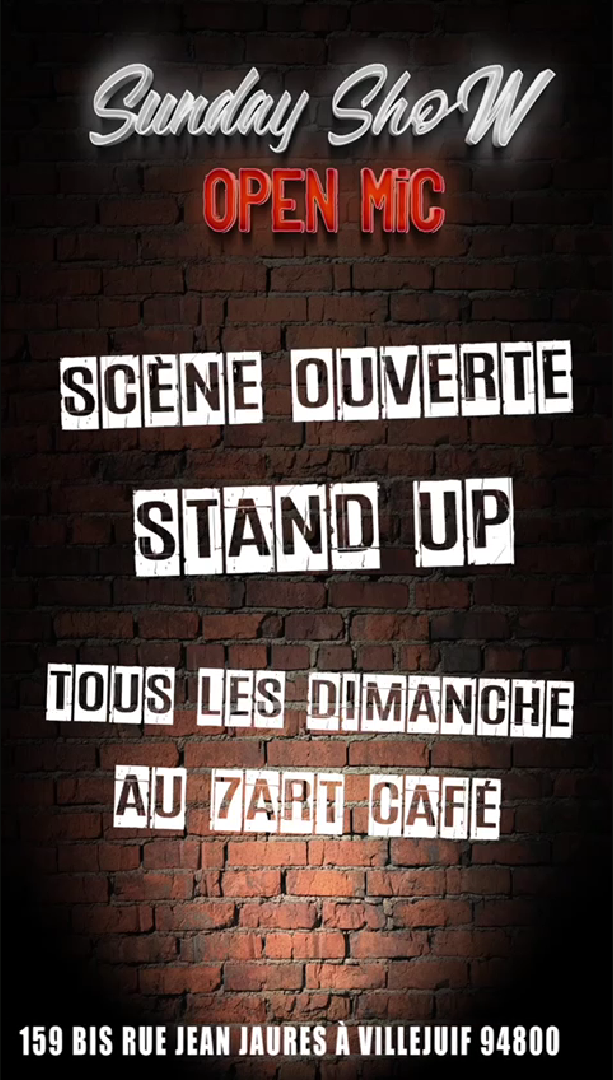 Sunday ShoW
OPEN MiC
SCÈNE OUVERTE
STAND UP
TOUS LES DIMANCHE
AU 7ART CAFÉ
159 BIS RUE JEAN JAURES À VILLEJUIF 94800